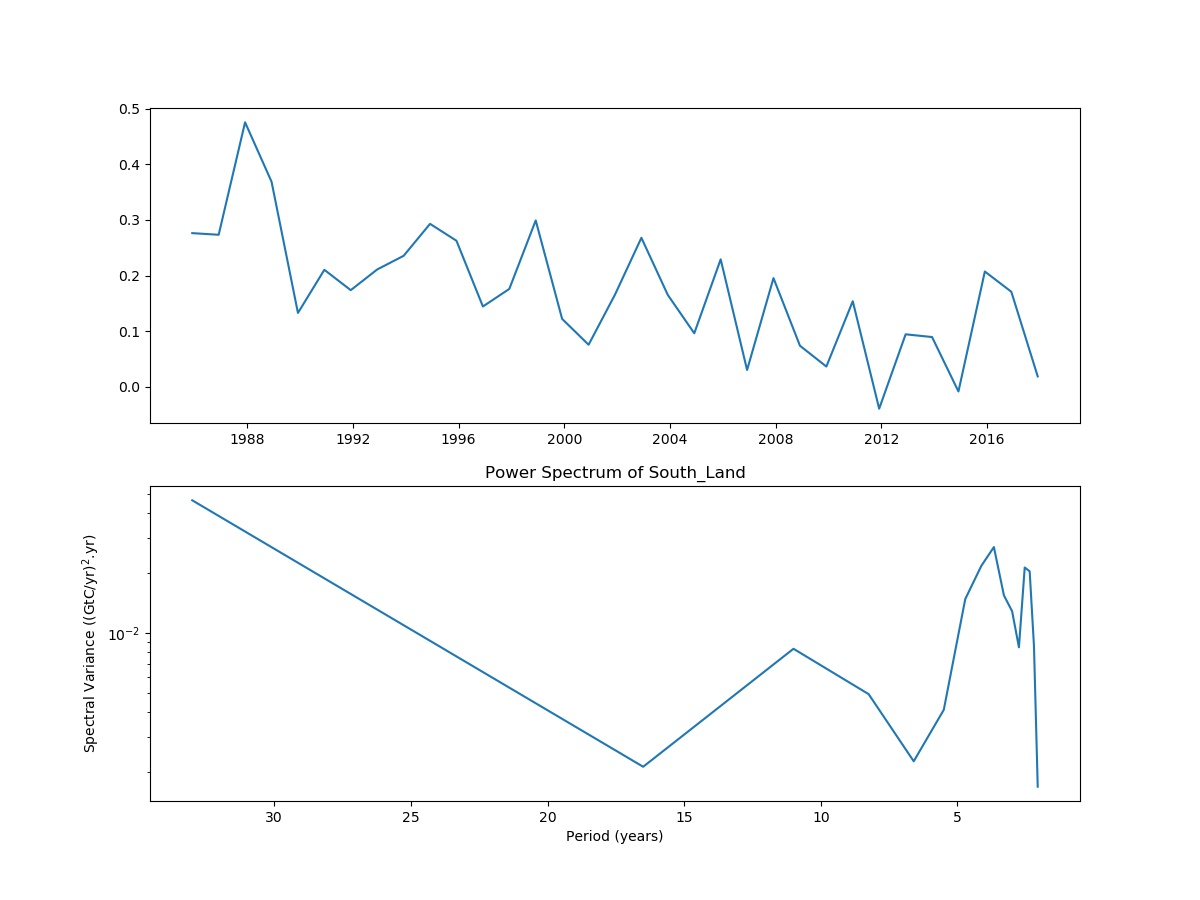 0.5
0.4
0.3
0.2
0.1
0.0
1988 1992 1996 2000 2004 2008 2012 2016
Power Spectrum of South_Land
Spectral Variance ((GtC/yr)².yr)
10⁻²
30 25 20 15 10 5
Period (years)